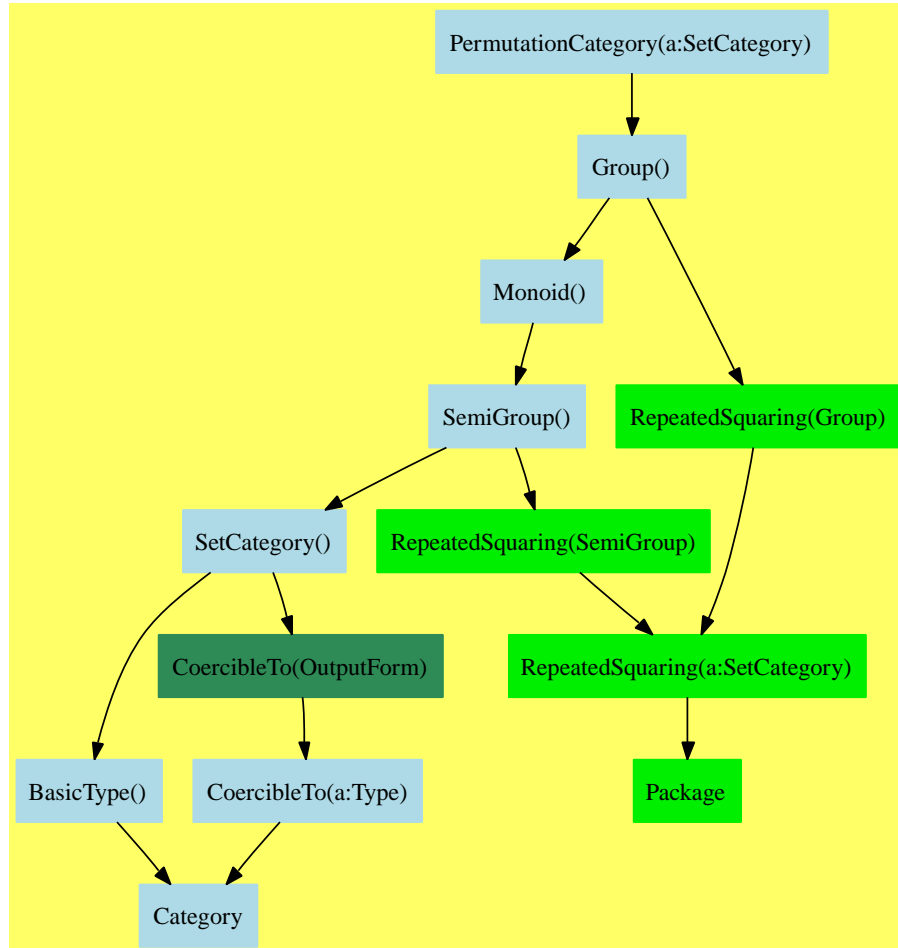 PermutationCategory(a:SetCategory)
Group()
Monoid()
SemiGroup()
RepeatedSquaring(Group)
SetCategory()
RepeatedSquaring(SemiGroup)
CoercibleTo(OutputForm)
RepeatedSquaring(a:SetCategory)
BasicType()
CoercibleTo(a:Type)
Package
Category